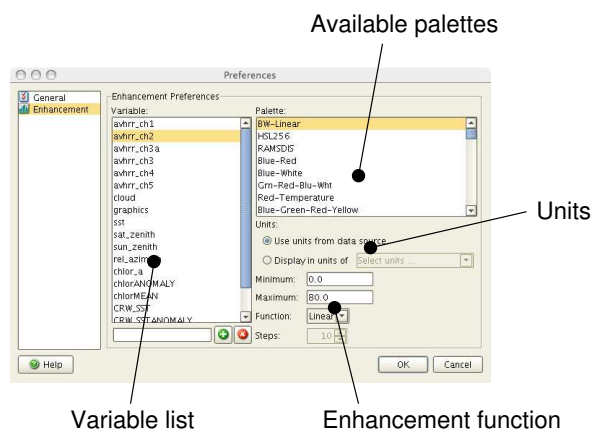 Available palettes
Preferences
General
Enhancement
Enhancement Preferences
Variable:
avhrr_ch1
avhrr_ch2
avhrr_ch3a
avhrr_ch3
avhrr_ch4
avhrr_ch5
cloud
graphics
sst
sat_zenith
sun_zenith
chlor_a
chlorANOMALY
chlorMEAN
CRW_SST
CRW_SSTANOMALY
Palette:
BW-Linear
HSL256
RAMSDIS
Blue-Red
Blue-White
Grn-Red-Blu-Wht
Red-Temperature
Blue-Green-Red-Yellow
Units:
Use units from data source
Display in units of Select units ...
Minimum: 0.0
Maximum: 80.0
Function: Linear
Steps: 10
Units
Help
OK
Cancel
Variable list
Enhancement function